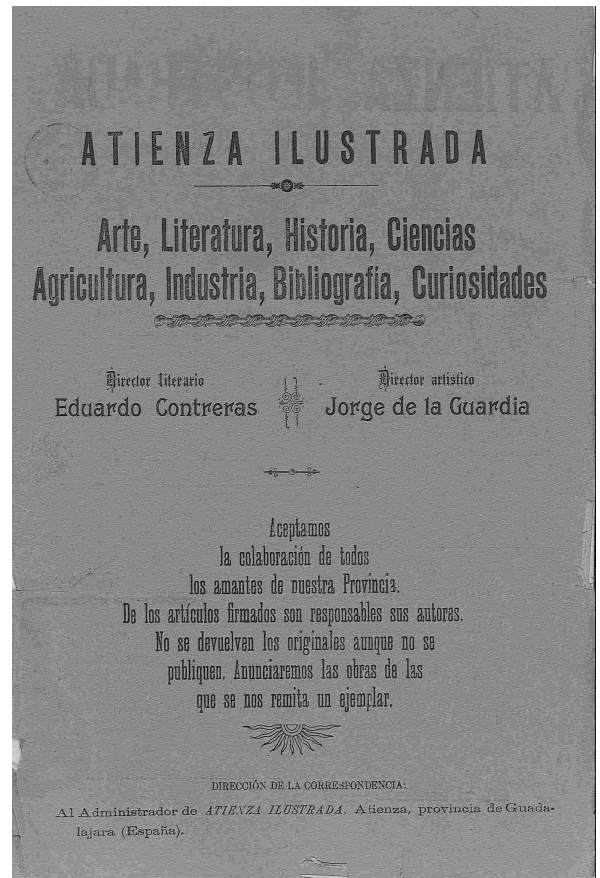 ATIENZA ILUSTRADA
Arte, Literatura, Historia, Ciencias
Agricultura, Industria, Bibliografía, Curiosidades
Director literario
Eduardo Contreras
Director artístico
Jorge de la Guardia
Aceptamos
la colaboración de todos
los amantes de nuestra Provincia.
De los artículos firmados son responsables sus autores.
No se devuelven los originales aunque no se
publiquen. Anunciaremos las obras de las
que se nos remita un ejemplar.
DIRECCIÓN DE LA CORRESPONDENCIA:
Al Administrador de ATIENZA ILUSTRADA. Atienza, provincia de Guada-
lajara (España).